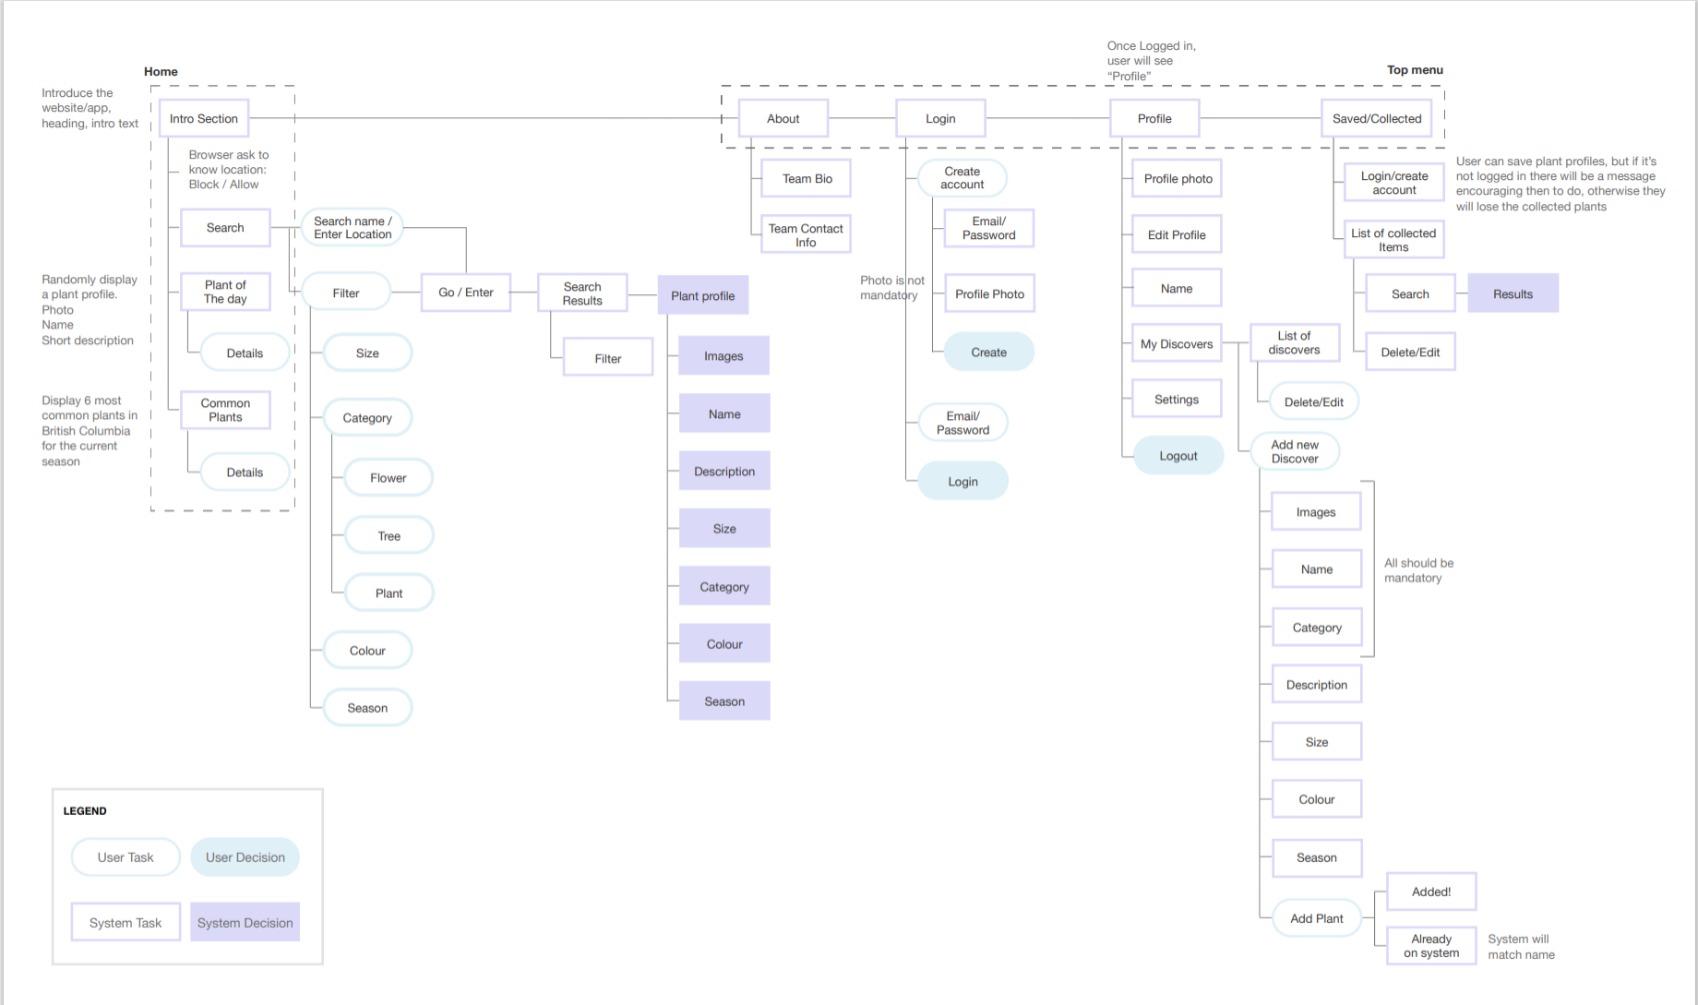 Home
Introduce the
website/app,
heading, intro text
Intro Section
Browser ask to
know location:
Block / Allow
Search
Randomly display
a plant profile.
Photo
Name
Short description
Plant of
The day
Details
Display 6 most
common plants in
British Columbia
for the current
season
Common
Plants
Details
Search name /
Enter Location
Filter
Size
Category
Flower
Tree
Plant
Colour
Season
Go / Enter
Search
Results
Filter
Plant profile
Images
Name
Description
Size
Category
Colour
Season
Top menu
About
Team Bio
Team Contact
Info
Login
Create
account
Email/
Password
Photo is not
mandatory
Profile Photo
Create
Email/
Password
Login
Once Logged in,
user will see
“Profile”
Profile
Profile photo
Edit Profile
Name
My Discovers
Settings
Logout
List of
discovers
Delete/Edit
Add new
Discover
Images
Name
Category
All should be
mandatory
Description
Size
Colour
Season
Add Plant
Added!
Already
on system
System will
match name
Saved/Collected
Login/create
account
User can save plant profiles, but if it’s
not logged in there will be a message
encouraging then to do, otherwise they
will lose the collected plants
List of collected
Items
Search
Results
Delete/Edit
LEGEND
User Task
User Decision
System Task
System Decision